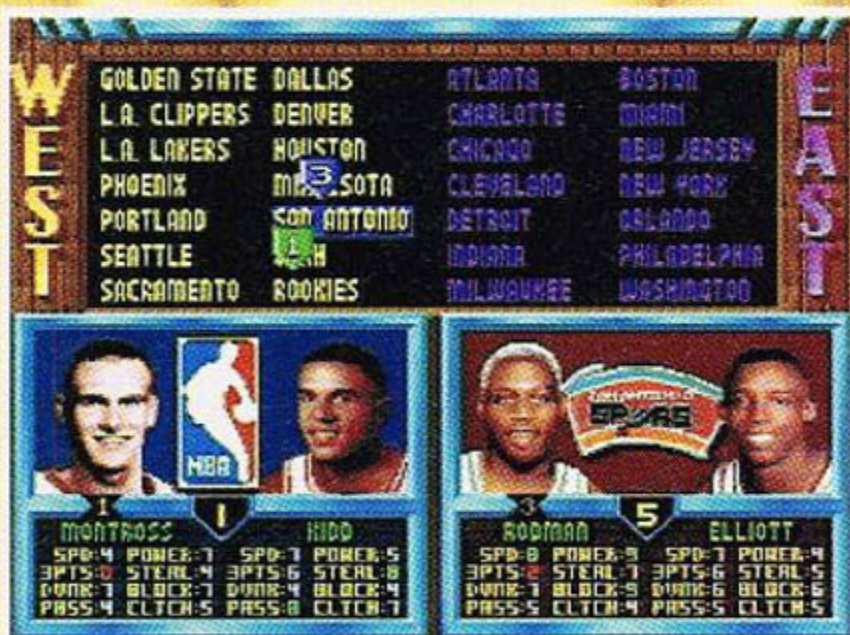 WEST
GOLDEN STATE DALLAS ATLANTA BOSTON
L.A. CLIPPERS DENVER CHARLOTTE MIAMI
L.A. LAKERS HOUSTON CHICAGO NEW JERSEY
PHOENIX CLEVELAND NEW YORK
PORTLAND SAN ANTONIO DETROIT ORLANDO
SEATTLE INDIANA PHILADELPHIA
SACRAMENTO ROOKIES MILWAUKEE WASHINGTON
EAST
3
1
NBA
SPURS
1 1 3 5
MONTROSS KIDD RODMAN ELLIOTT
SPD:4 POWER:7 SPD:7 POWER:5 SPD:8 POWER:9 SPD:7 POWER:4
3PTS:0 STEAL:4 3PTS:6 STEAL:8 3PTS:2 STEAL:7 3PTS:6 STEAL:5
DUNK:7 BLOCK:7 DUNK:4 BLOCK:4 DUNK:7 BLOCK:9 DUNK:6 BLOCK:6
PASS:4 CLTCH:5 PASS:8 CLTCH:7 PASS:5 CLTCH:4 PASS:5 CLTCH:5